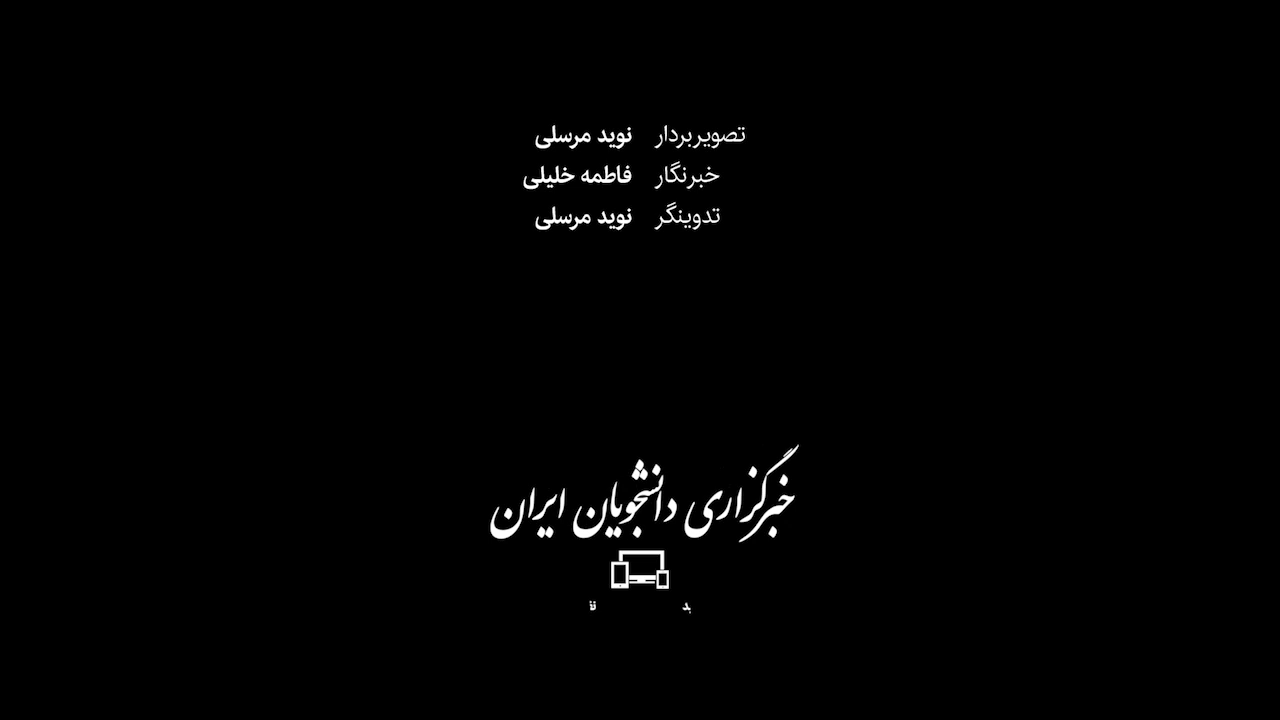 تصویربردار نوید مرسلی
خبرنگار فاطمه خلیلی
تدوینگر نوید مرسلی
خبرگزاری دانشجویان ایران